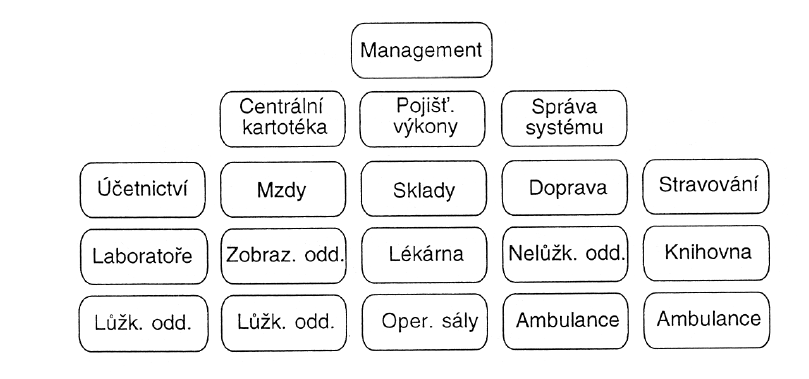 Management
Centrální
kartotéka
Pojišť.
výkony
Správa
systému
Účetnictví
Mzdy
Sklady
Doprava
Stravování
Laboratoře
Zobraz. odd.
Lékárna
Nelůžk. odd.
Knihovna
Lůžk. odd.
Lůžk. odd.
Oper. sály
Ambulance
Ambulance